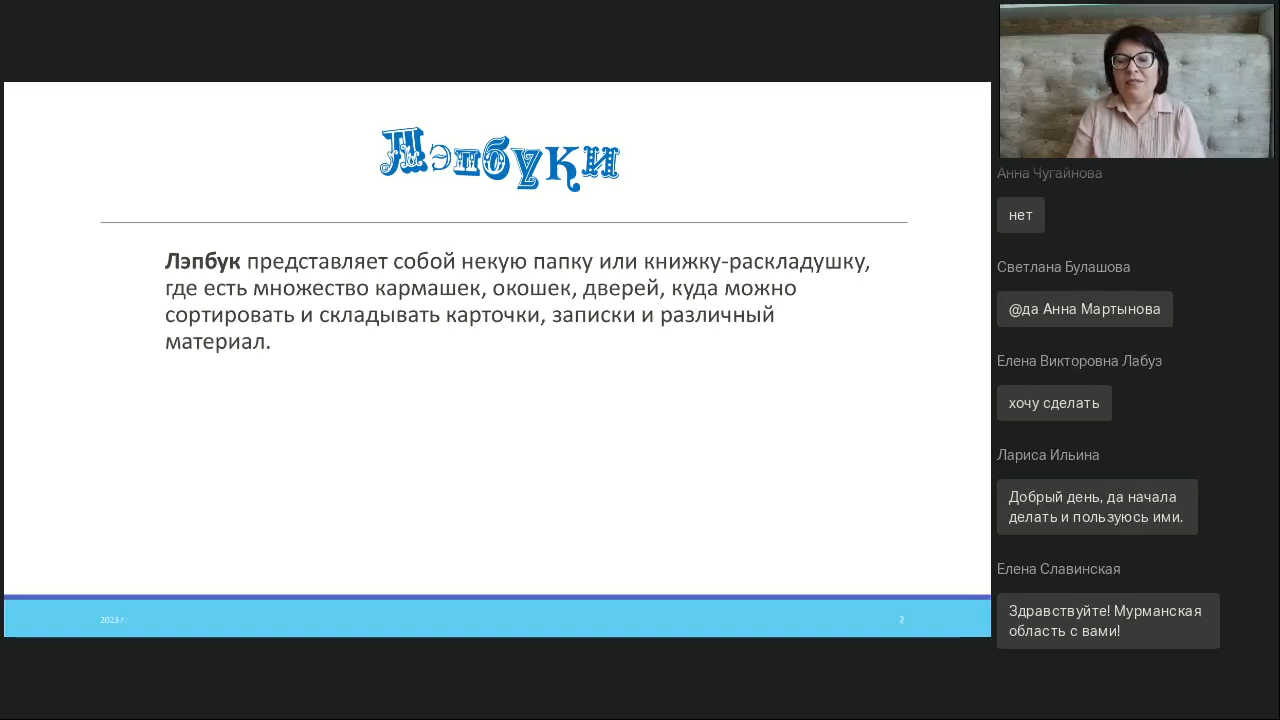 Лэпбуки
Лэпбук представляет собой некую папку или книжку-раскладушку,
где есть множество кармашек, окошек, дверей, куда можно
сортировать и складывать карточки, записки и различный
материал.
2023 г.
2
Анна Чугайнова
нет
Светлана Булашова
@да Анна Мартынова
Елена Викторовна Лабуз
хочу сделать
Лариса Ильина
Добрый день, да начала
делать и пользуюсь ими.
Елена Славинская
Здравствуйте! Мурманская
область с вами!